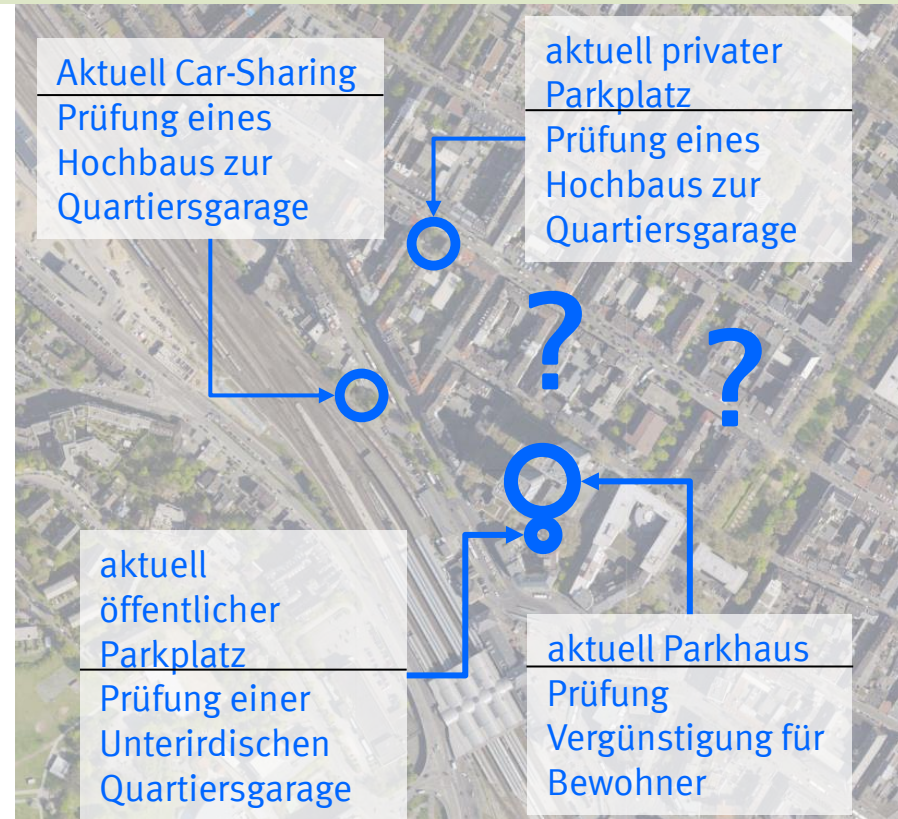 Aktuell Car-Sharing
Prüfung eines
Hochbaus zur
Quartiersgarage
aktuell privater
Parkplatz
Prüfung eines
Hochbaus zur
Quartiersgarage
?
?
aktuell
öffentlicher
Parkplatz
Prüfung einer
Unterirdischen
Quartiersgarage
aktuell Parkhaus
Prüfung
Vergünstigung für
Bewohner